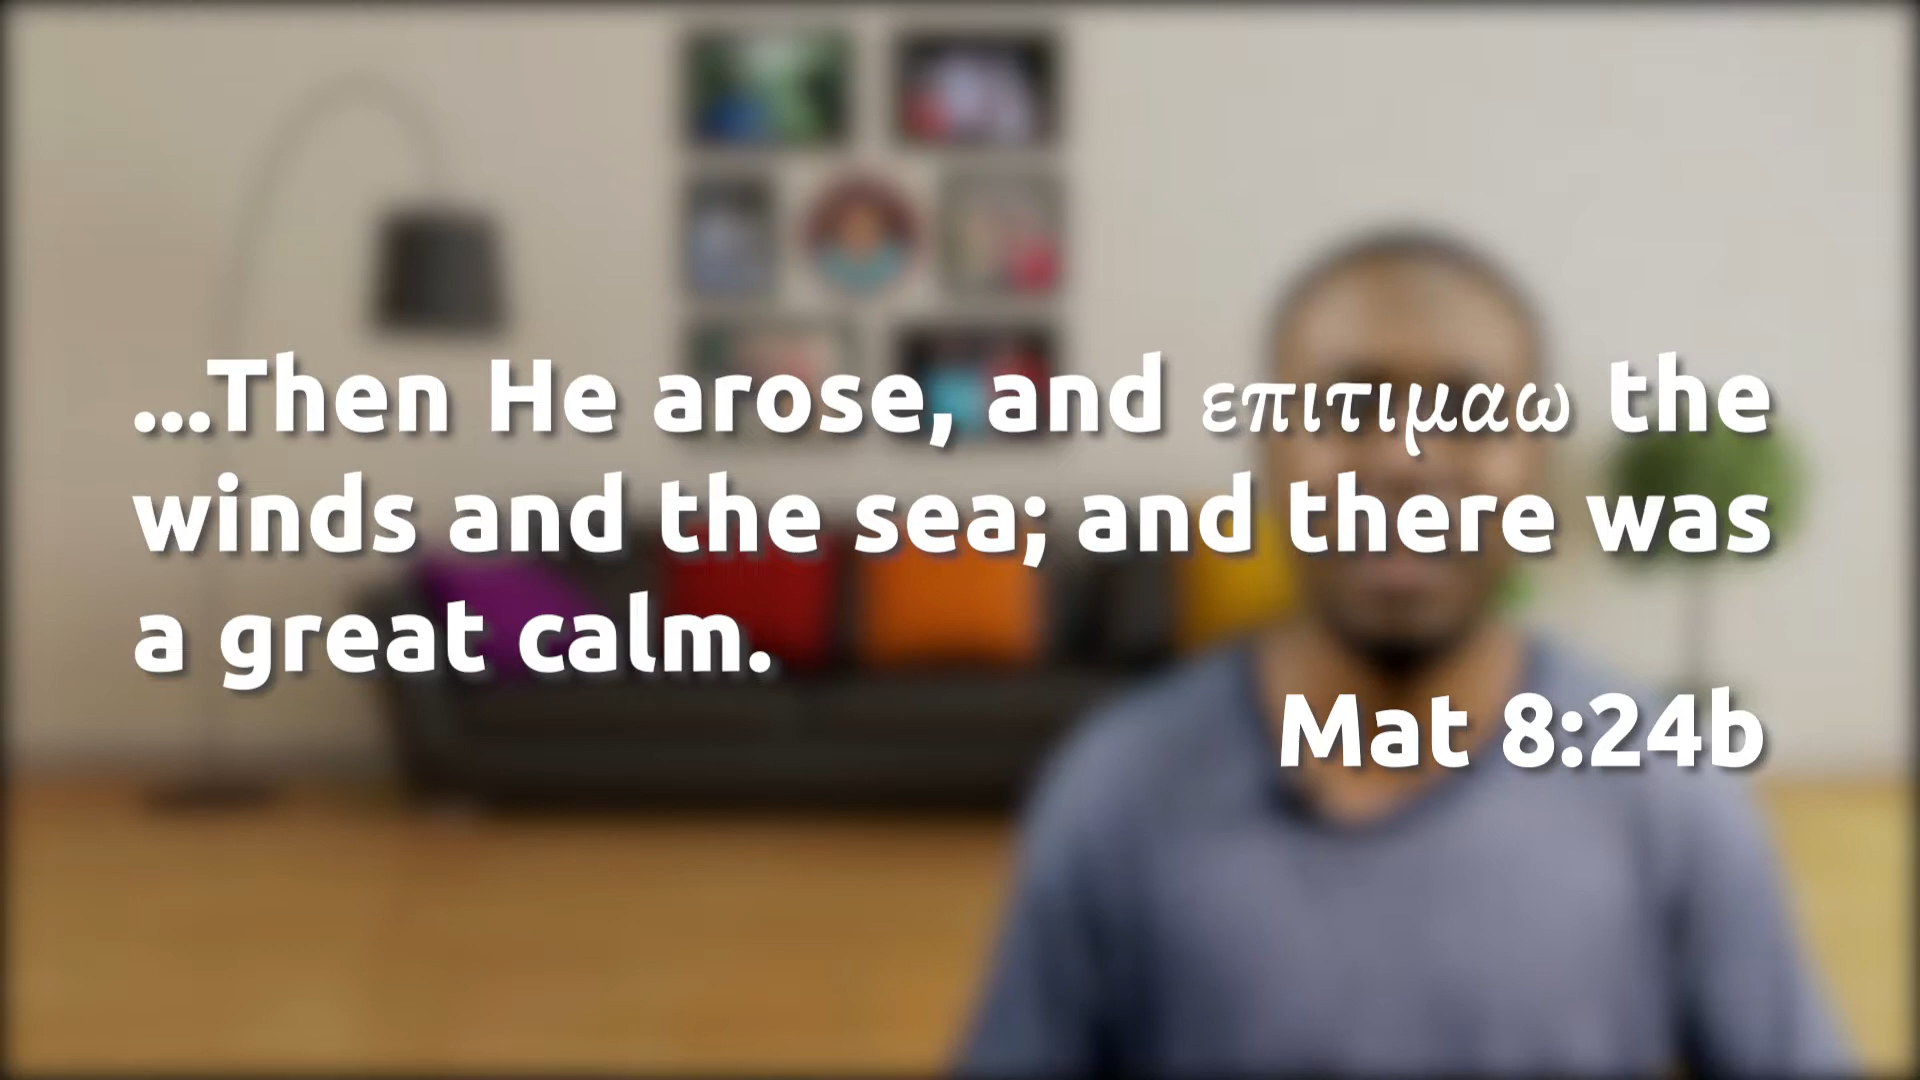 ...Then He arose, and επιτιμαω the
winds and the sea; and there was
a great calm.
Mat 8:24b